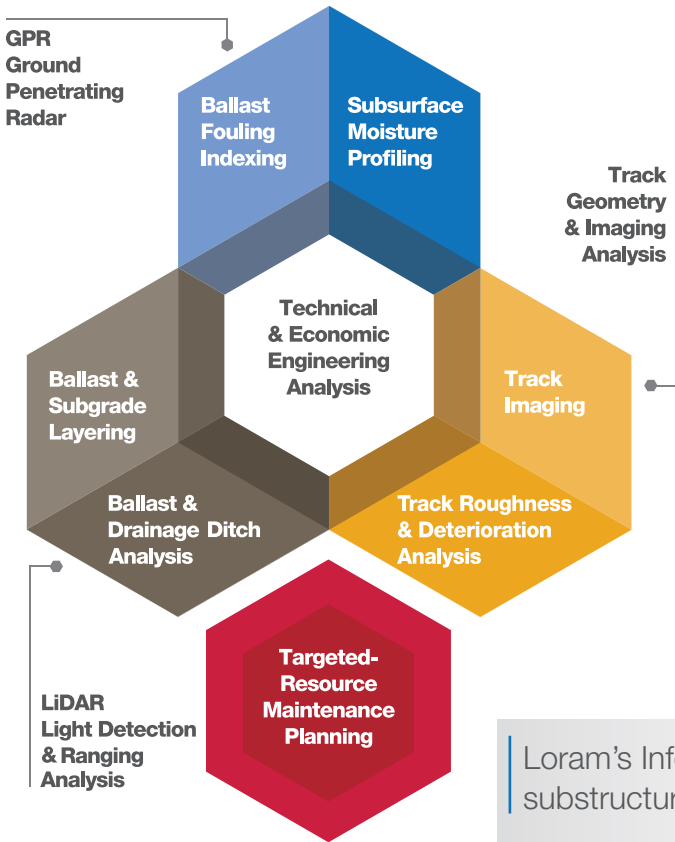 GPR
Ground
Penetrating
Radar
Ballast
Fouling
Indexing
Subsurface
Moisture
Profiling
Track
Geometry
& Imaging
Analysis
Technical
& Economic
Engineering
Analysis
Ballast &
Subgrade
Layering
Track
Imaging
Ballast &
Drainage Ditch
Analysis
Track Roughness
& Deterioration
Analysis
Targeted-
Resource
Maintenance
Planning
LiDAR
Light Detection
& Ranging
Analysis
Loram's